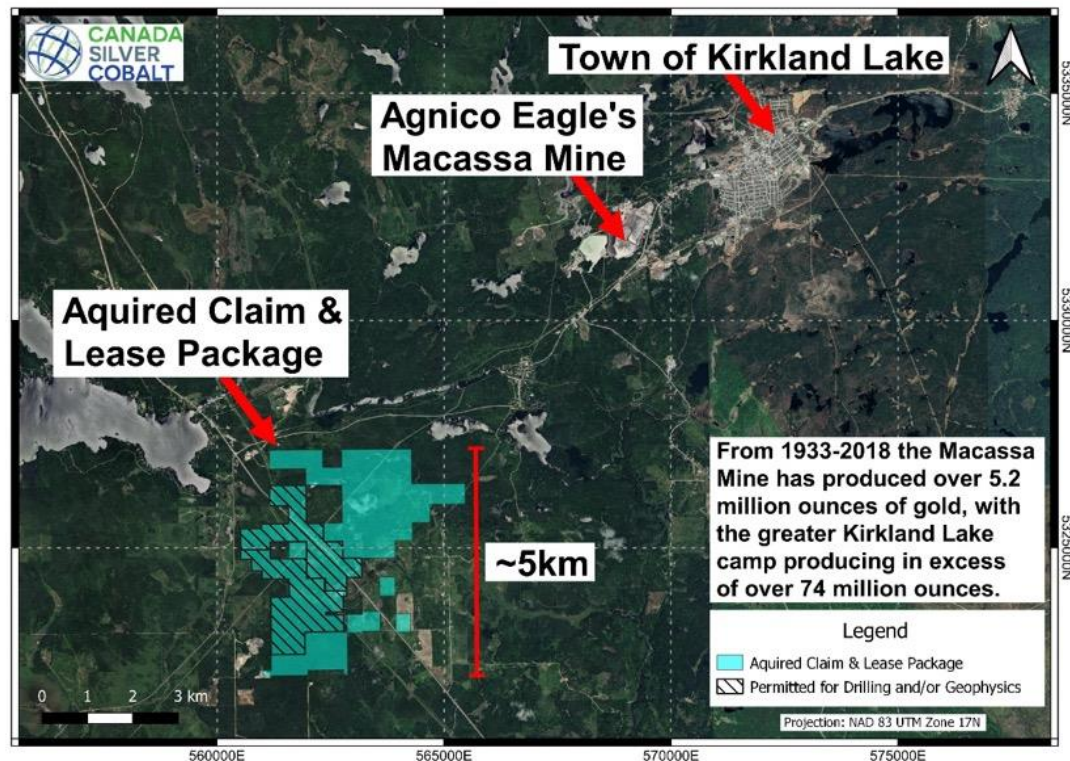 CANADA
SILVER
COBALT
Town of Kirkland Lake
Agnico Eagle's
Macassa Mine
Aquired Claim &
Lease Package
~5km
From 1933-2018 the Macassa
Mine has produced over 5.2
million ounces of gold, with
the greater Kirkland Lake
camp producing in excess
of over 74 million ounces.
Legend
Aquired Claim & Lease Package
Permitted for Drilling and/or Geophysics
Projection: NAD 83 UTM Zone 17N
0 1 2 3 km
560000E 565000E 570000E 575000E
5335000N
5330000N
5325000N